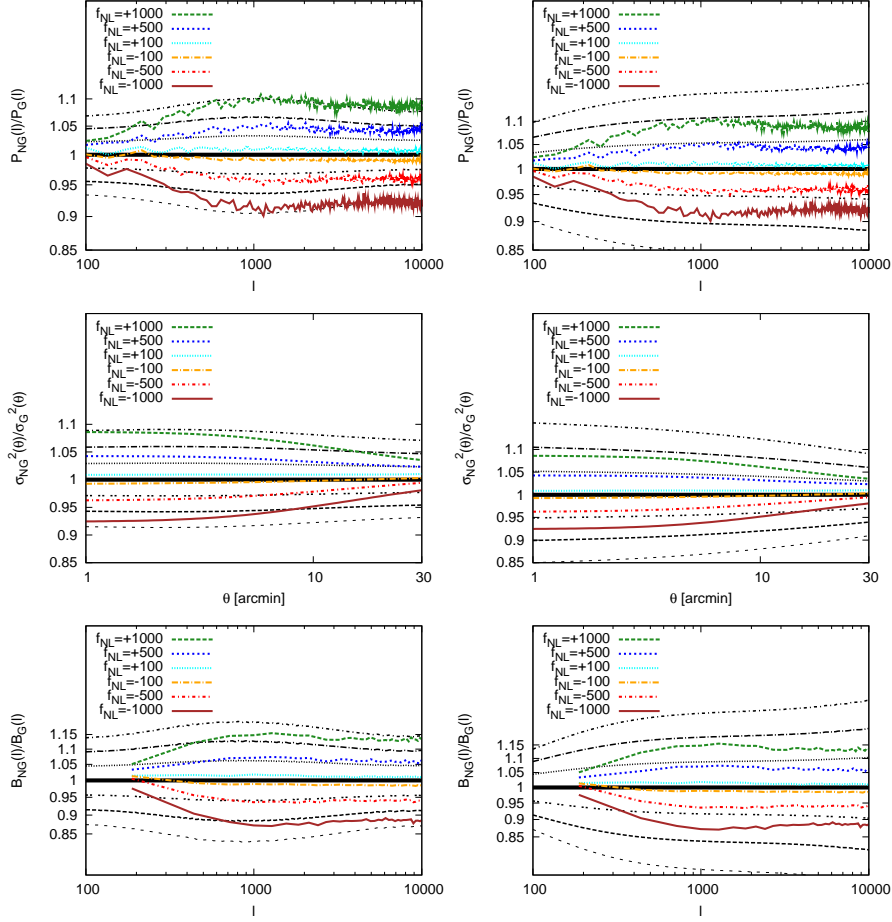 f_NL=+1000
f_NL=+500
f_NL=+100
f_NL=-100
f_NL=-500
f_NL=-1000
P_NG(l)/P_G(l)
1.1
1.05
1
0.95
0.9
0.85
100
1000
10000
l
f_NL=+1000
f_NL=+500
f_NL=+100
f_NL=-100
f_NL=-500
f_NL=-1000
P_NG(l)/P_G(l)
1.1
1.05
1
0.95
0.9
0.85
100
1000
10000
l
f_NL=+1000
f_NL=+500
f_NL=+100
f_NL=-100
f_NL=-500
f_NL=-1000
σ_NG^2(θ)/σ_G^2(θ)
1.1
1.05
1
0.95
0.9
0.85
1
10
30
θ [arcmin]
f_NL=+1000
f_NL=+500
f_NL=+100
f_NL=-100
f_NL=-500
f_NL=-1000
σ_NG^2(θ)/σ_G^2(θ)
1.1
1.05
1
0.95
0.9
0.85
1
10
30
θ [arcmin]
f_NL=+1000
f_NL=+500
f_NL=+100
f_NL=-100
f_NL=-500
f_NL=-1000
B_NG(l)/B_G(l)
1.15
1.1
1.05
1
0.95
0.9
0.85
100
1000
10000
l
f_NL=+1000
f_NL=+500
f_NL=+100
f_NL=-100
f_NL=-500
f_NL=-1000
B_NG(l)/B_G(l)
1.15
1.1
1.05
1
0.95
0.9
0.85
100
1000
10000
l